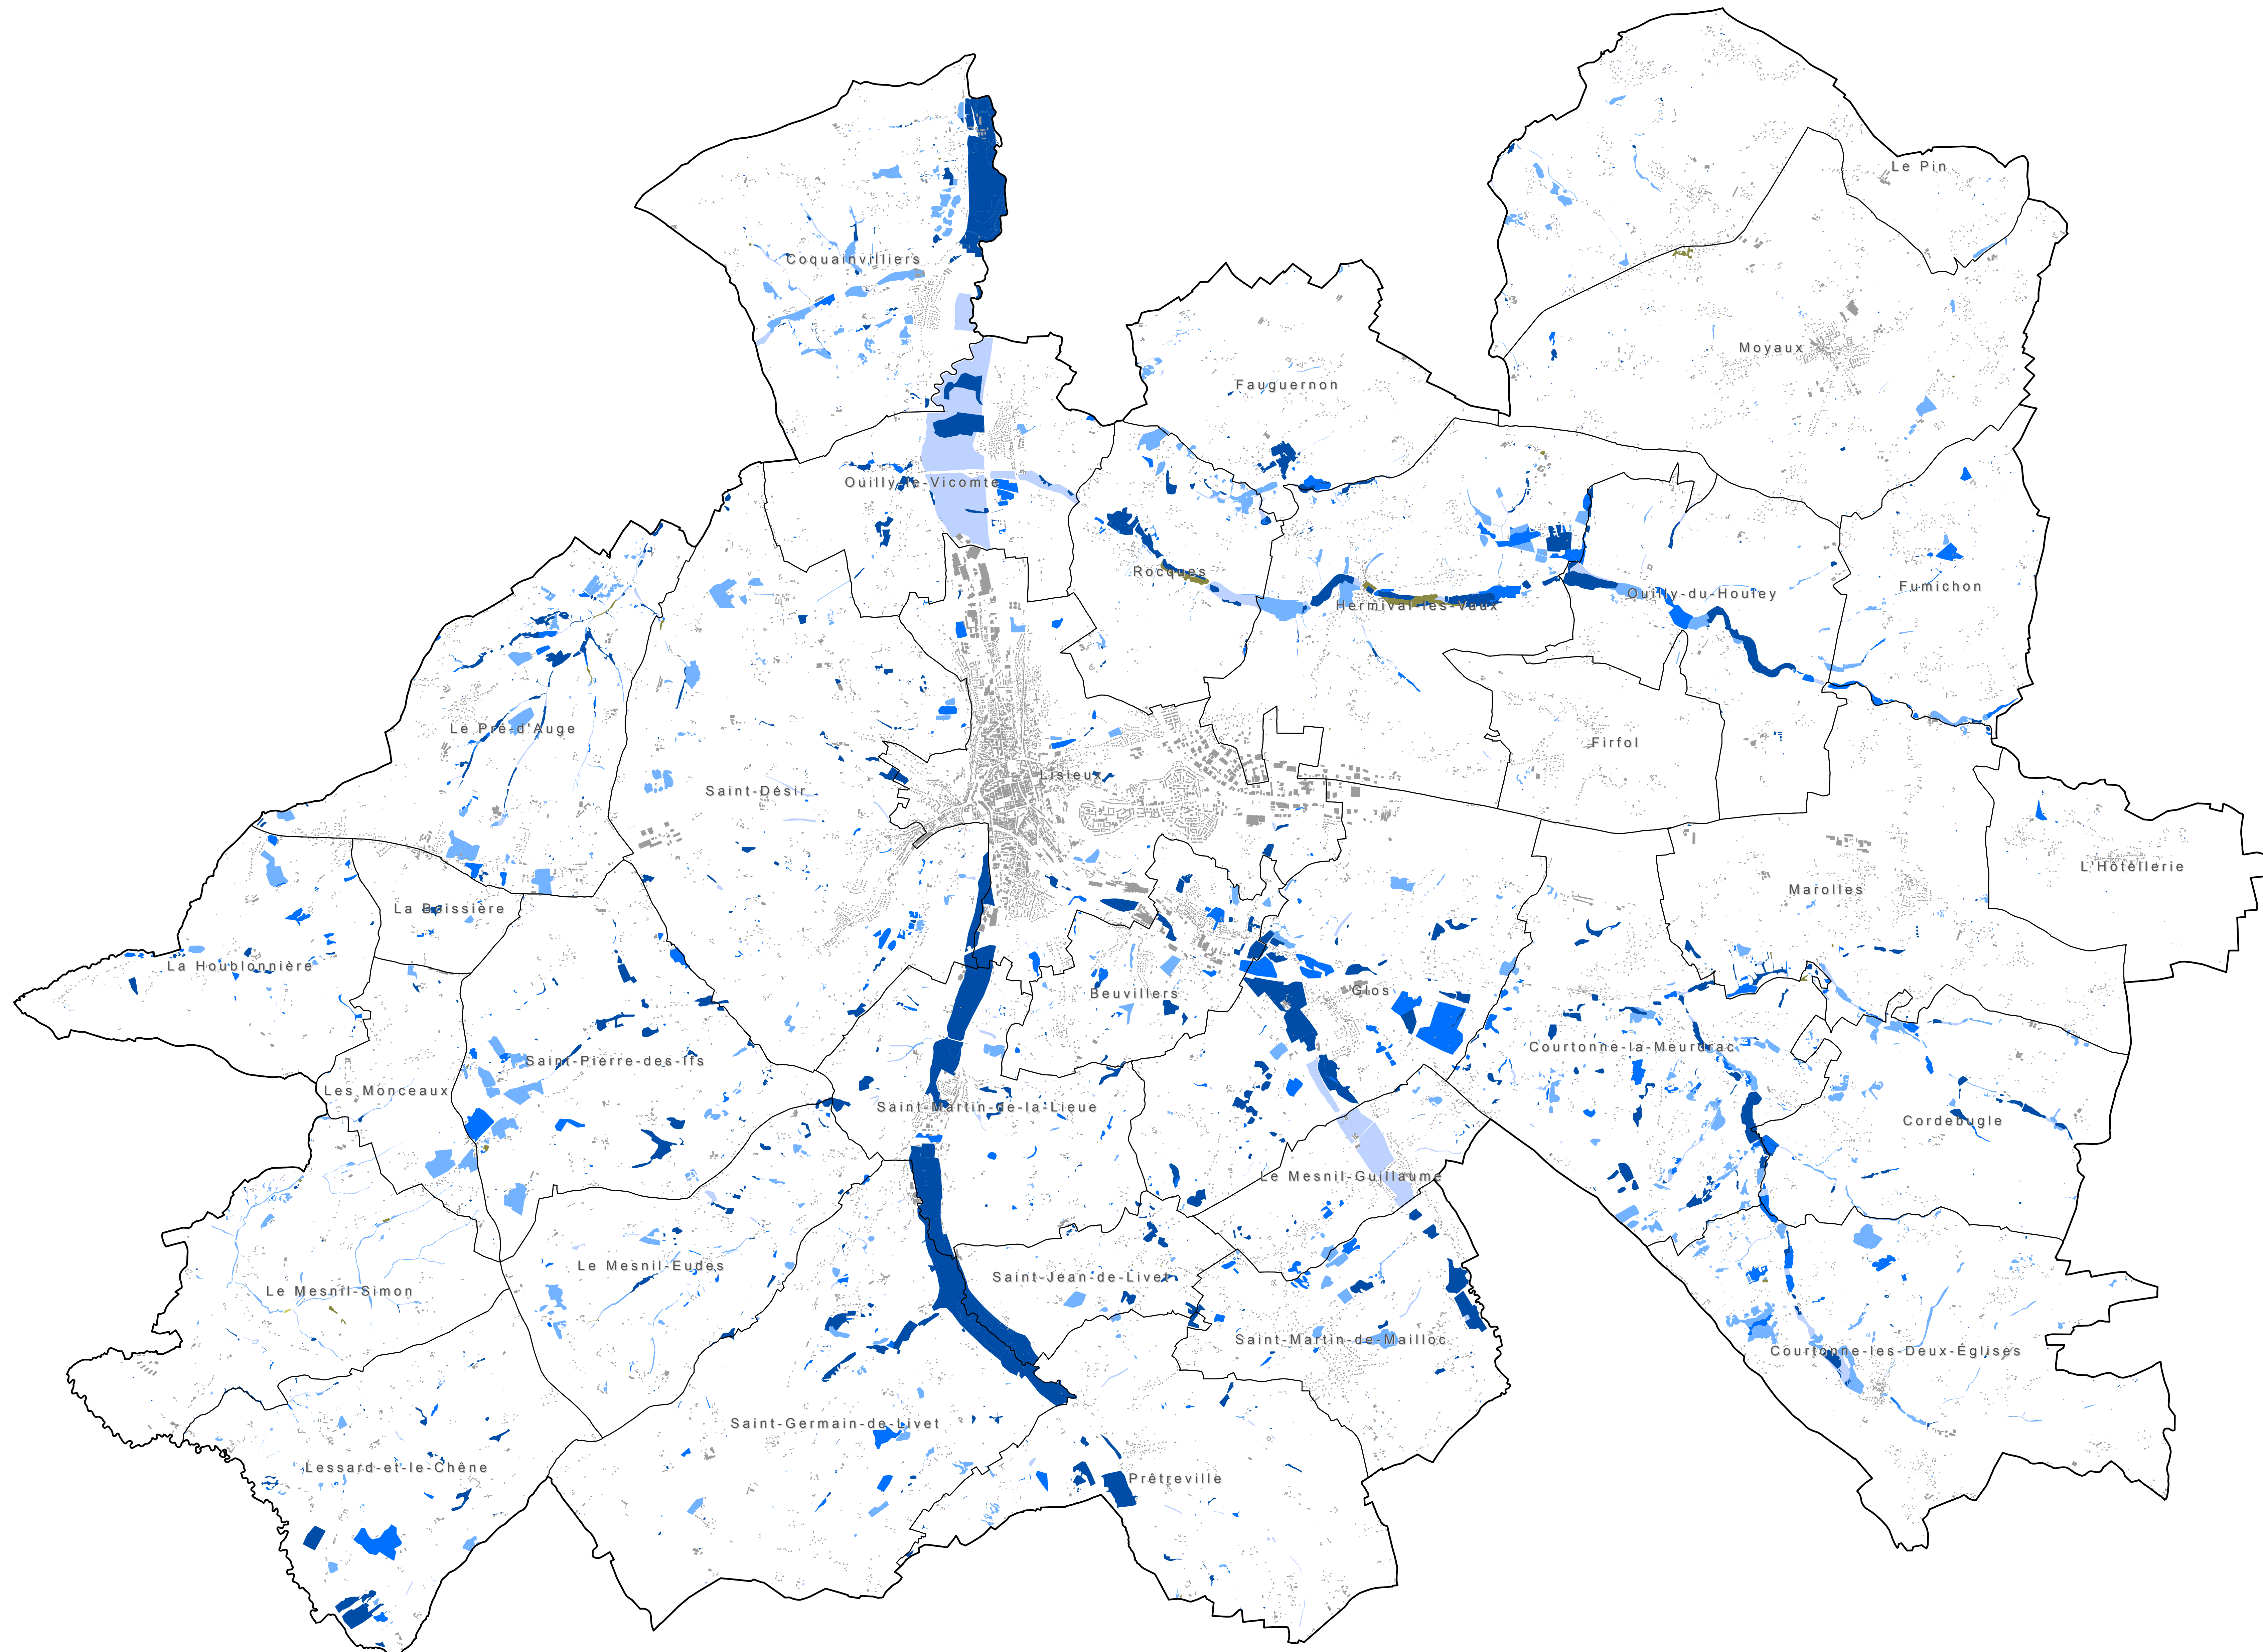 Le Pin
Coquainvilliers
Moyaux
Fauguernon
Ouilly-le-Vicomte
Rocques
Fumichon
Ouilly-du-Houley
Hermival-les-Vaux
Le Pré-d'Auge
Firfol
Lisieux
Saint-Désir
L'Hôtellerie
Marolles
La Boissière
La Houblonnière
Glos
Beuvillers
Courtonne-la-Meurdrac
Saint-Pierre-des-Ifs
Les Monceaux
Saint-Martin-de-la-Lieue
Cordebugle
Le Mesnil-Guillaume
Le Mesnil-Eudes
Saint-Jean-de-Livet
Le Mesnil-Simon
Saint-Martin-de-Mailloc
Courtonne-les-Deux-Églises
Saint-Germain-de-Livet
Lessard-et-le-Chêne
Prêtreville